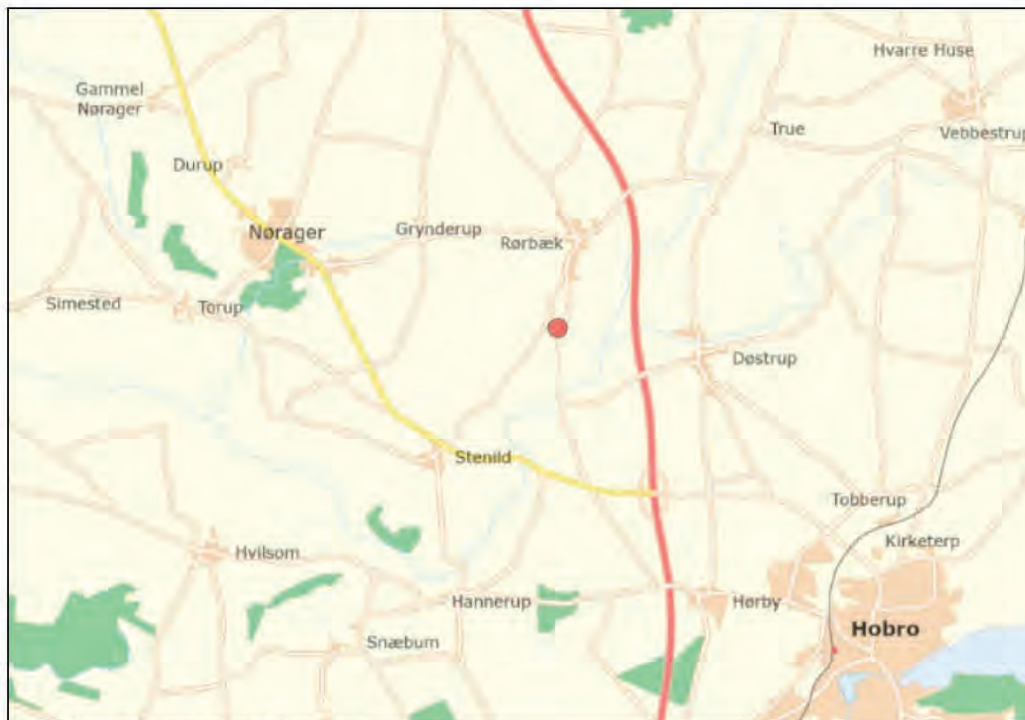 Hvarre Huse
Gammel
Nørager
True
Vebbestrup
Durup
Nørager
Grynderup
Rørbæk
Simested
Torup
Døstrup
Stenild
Tobberup
Hvilsom
Kirketerp
Hannerup
Hørby
Snæbum
Hobro